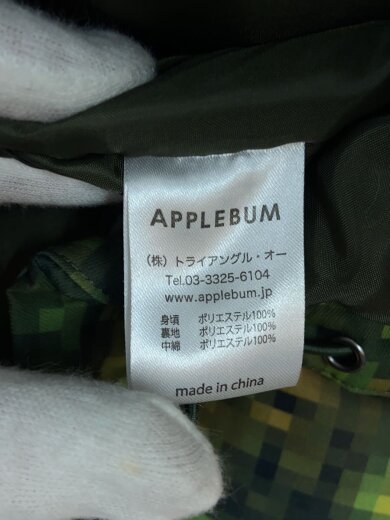 APPLEBUM
（株）トライアングル・オー
Tel.03-3325-6104
www.applebum.jp
身頃　ポリエステル100%
裏地　ポリエステル100%
中綿　ポリエステル100%
made in china